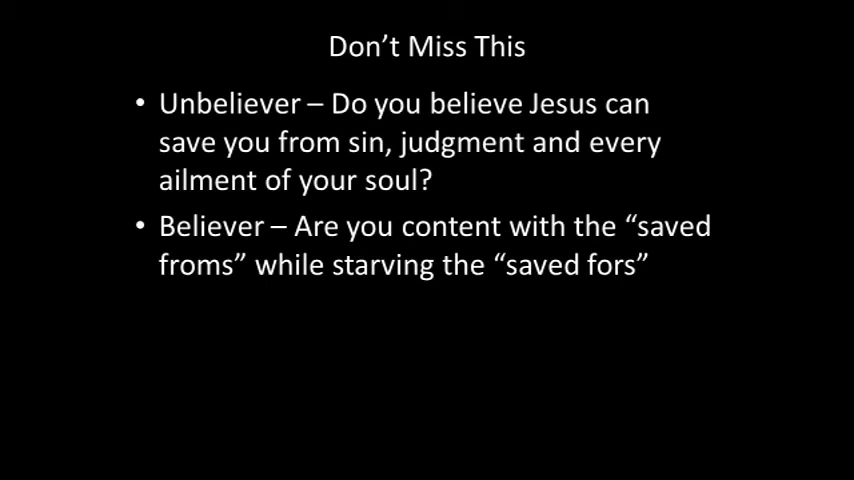 Don’t Miss This
• Unbeliever – Do you believe Jesus can
save you from sin, judgment and every
ailment of your soul?
• Believer – Are you content with the “saved
froms” while starving the “saved fors”